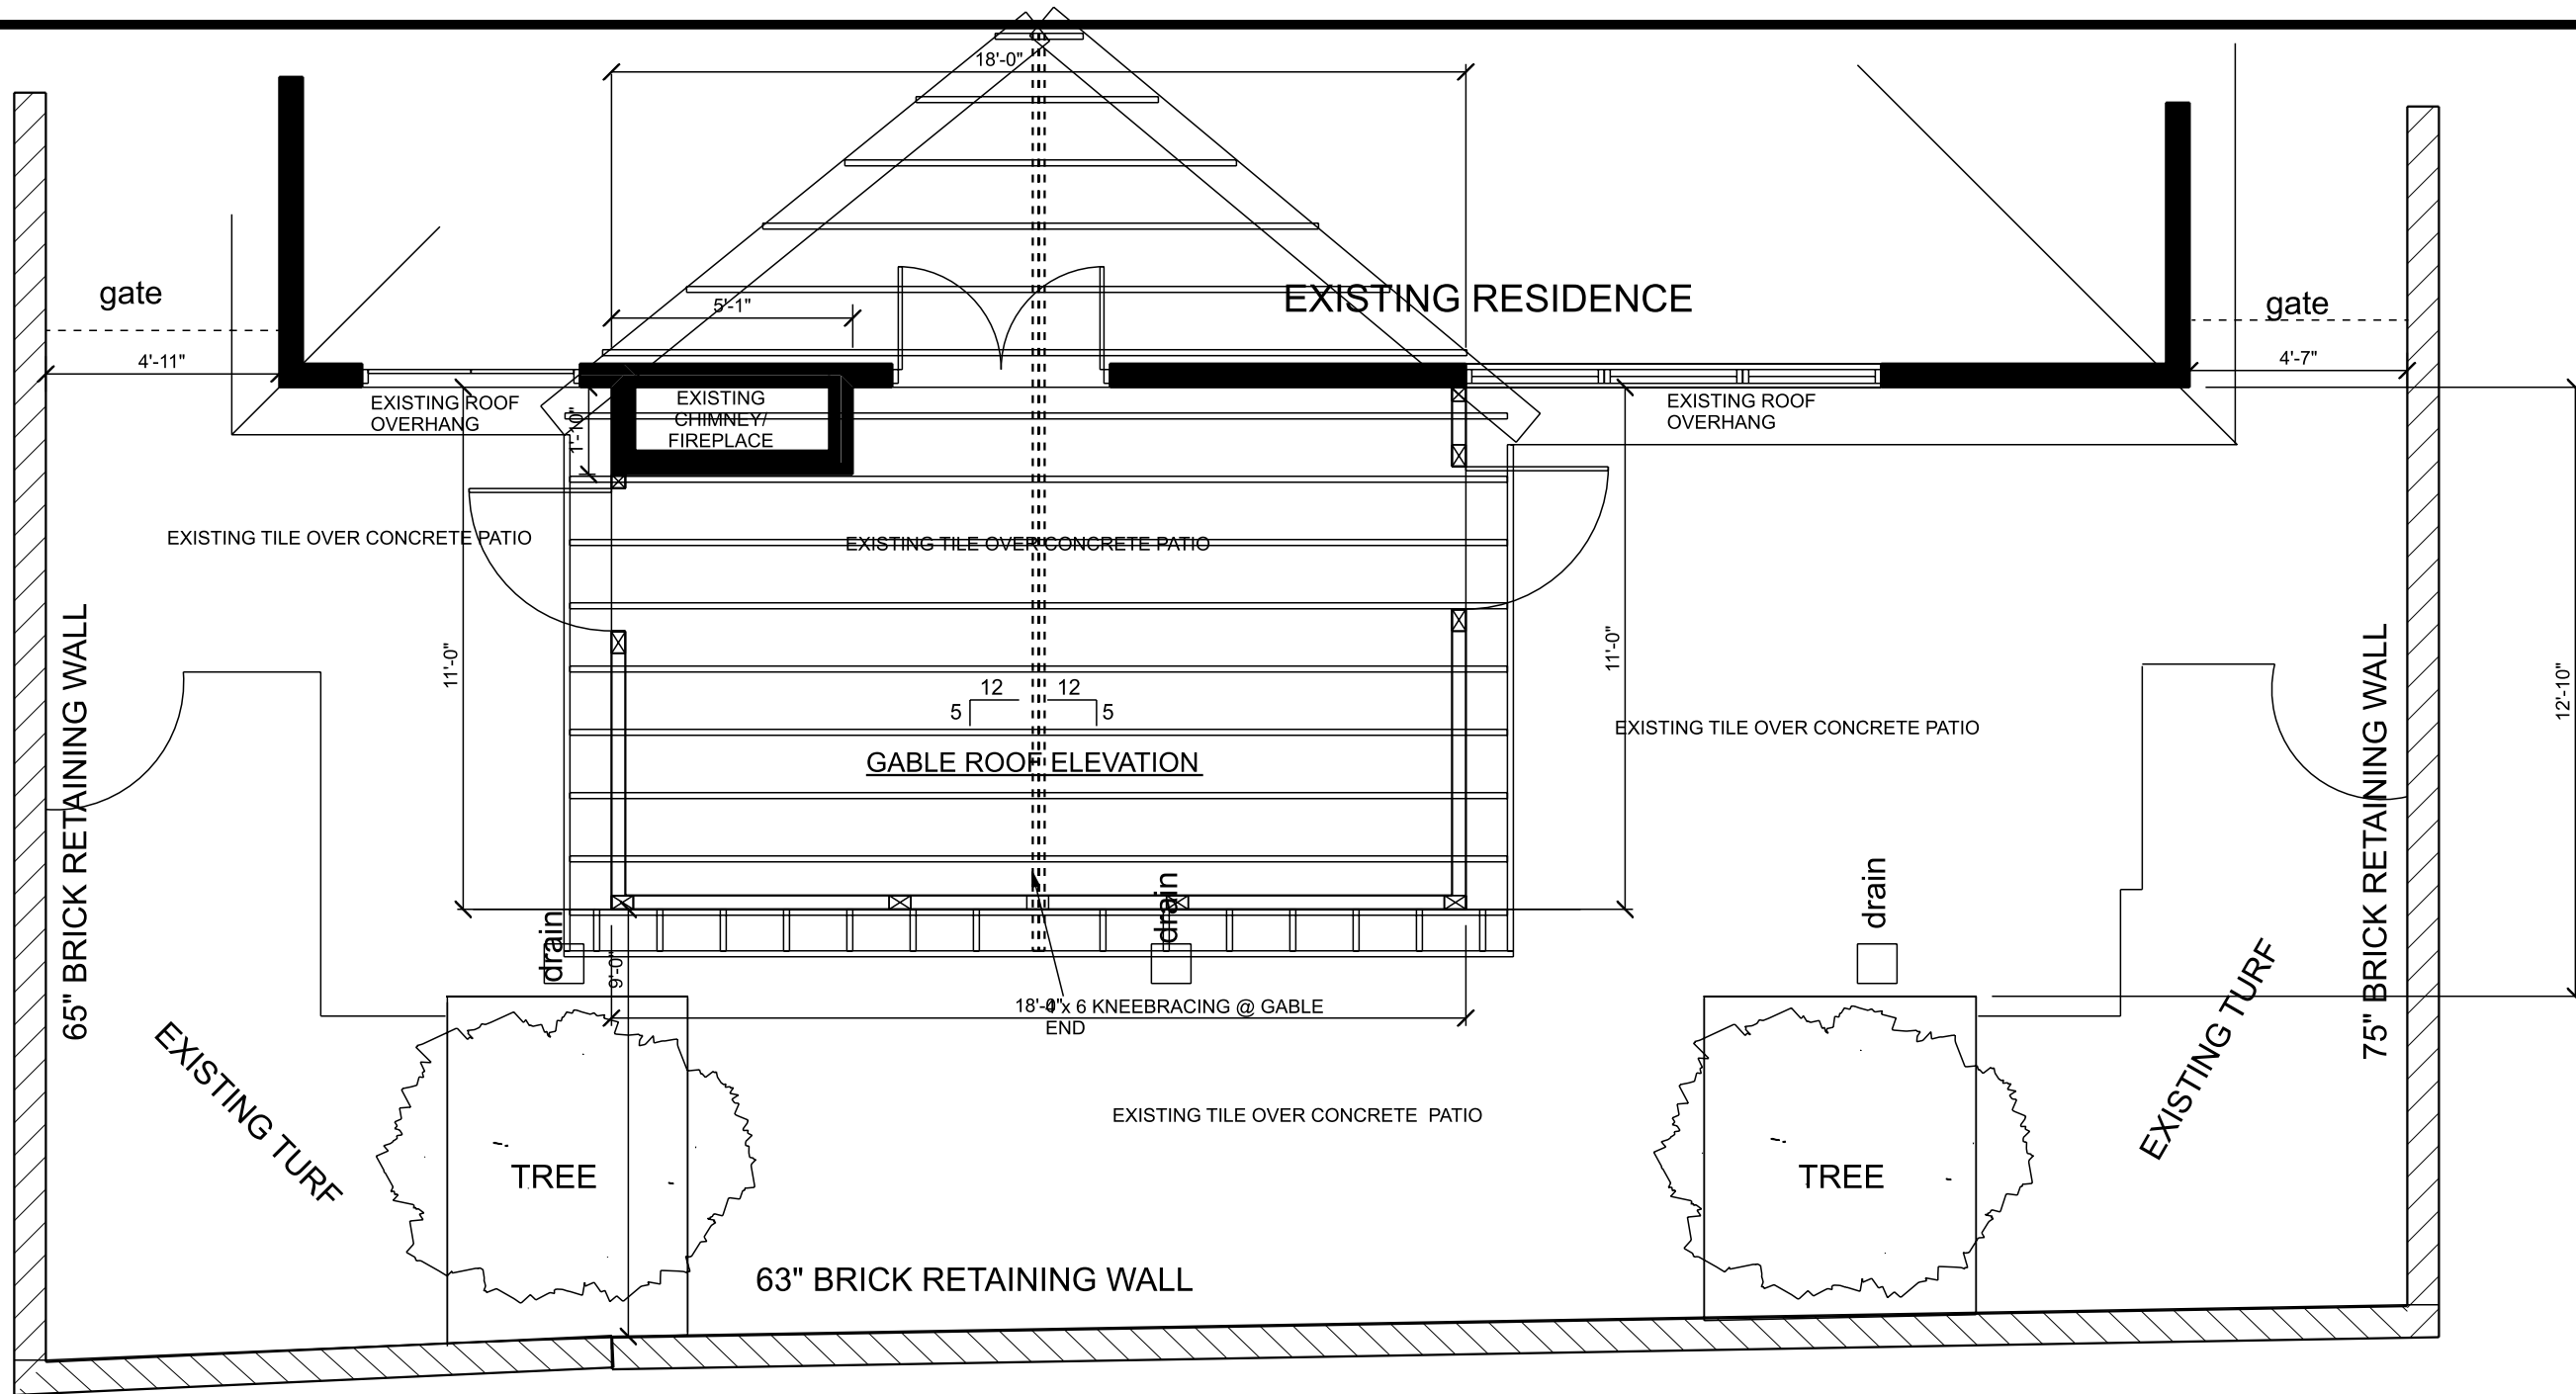 18'-0"
gate
EXISTING RESIDENCE
gate
5'-1"
4'-11"
4'-7"
EXISTING ROOF
OVERHANG
1'-10"
EXISTING
CHIMNEY/
FIREPLACE
EXISTING ROOF
OVERHANG
EXISTING TILE OVER CONCRETE PATIO
EXISTING TILE OVER CONCRETE PATIO
65" BRICK RETAINING WALL
11'-0"
12
12
5
5
GABLE ROOF ELEVATION
11'-0"
EXISTING TILE OVER CONCRETE PATIO
75" BRICK RETAINING WALL
12'-10"
drain
drain
drain
9'-0"
18'-0"
4 x 6 KNEEBRACING @ GABLE
END
EXISTING TURF
TREE
EXISTING TILE OVER CONCRETE PATIO
TREE
EXISTING TURF
63" BRICK RETAINING WALL